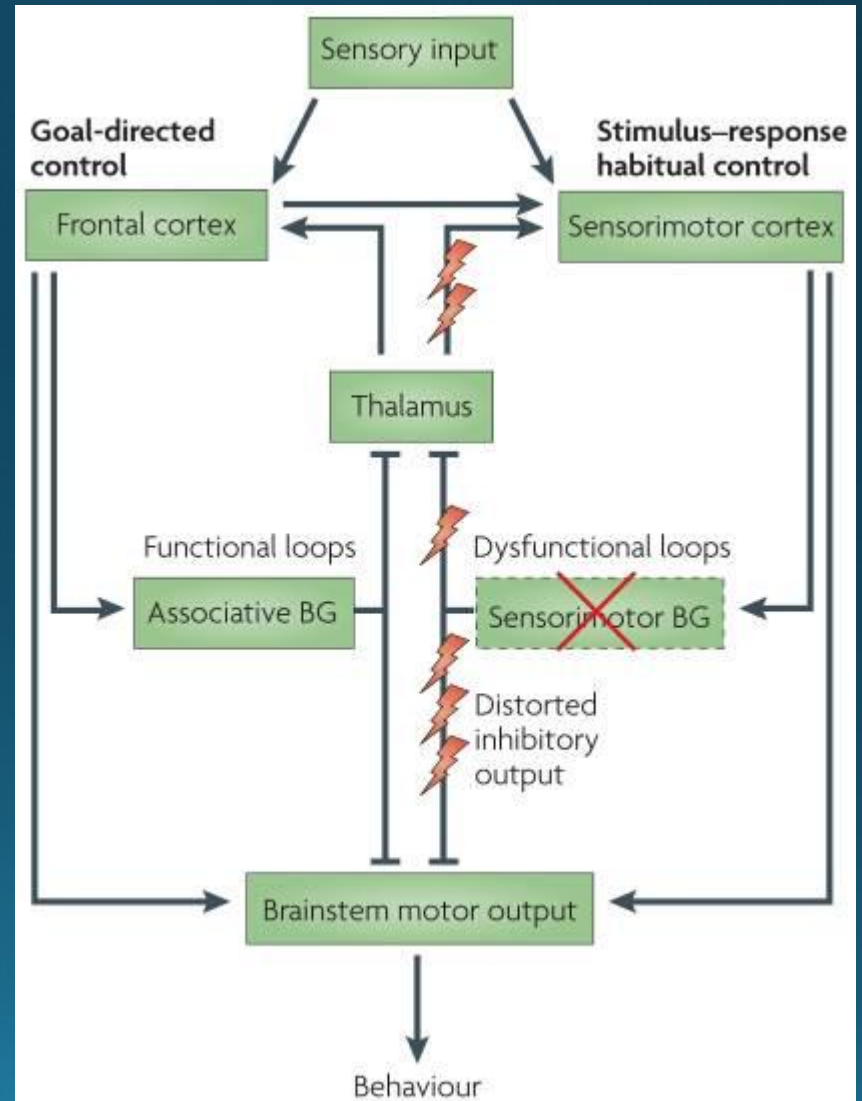 Sensory input
Goal-directed
control
Stimulus–response
habitual control
Frontal cortex
Sensorimotor cortex
Thalamus
Functional loops
Dysfunctional loops
Associative BG
Sensorimotor BG
Distorted
inhibitory
output
Brainstem motor output
Behaviour